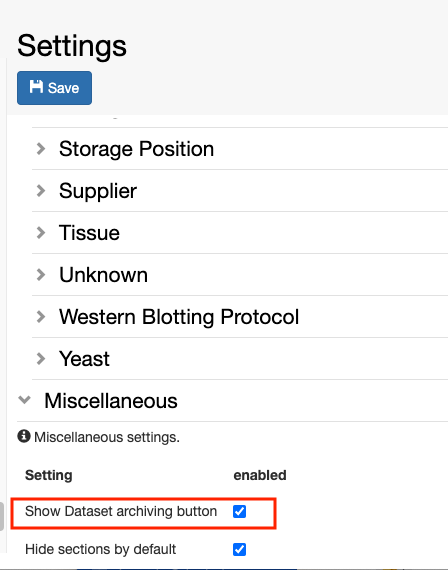 Settings
Save
Storage Position
Supplier
Tissue
Unknown
Western Blotting Protocol
Yeast
Miscellaneous
Miscellaneous settings.
Setting enabled
Show Dataset archiving button
Hide sections by default